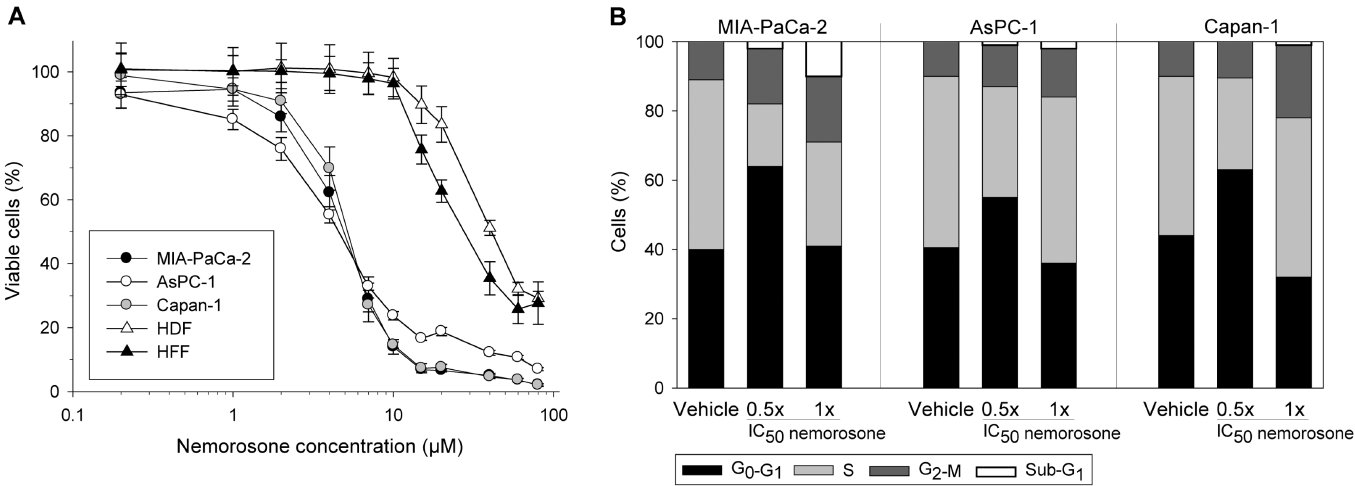 A
Viable cells (%)
100
80
60
40
20
0
0.1
1
10
100
Nemorosone concentration (µM)
MIA-PaCa-2
AsPC-1
Capan-1
HDF
HFF
B
MIA-PaCa-2 AsPC-1 Capan-1
Cells (%)
100
80
60
40
20
0
Vehicle 0.5x 1x Vehicle 0.5x 1x Vehicle 0.5x 1x
IC50 nemorosone IC50 nemorosone IC50 nemorosone
G0-G1 S G2-M Sub-G1